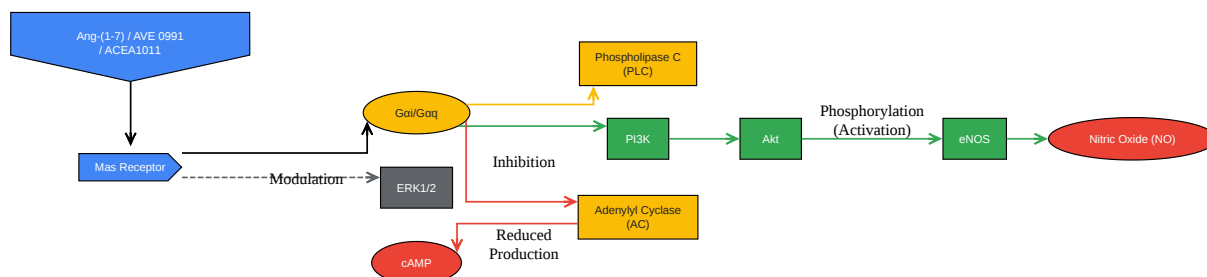 Ang-(1-7) / AVE 0991
/ ACEA1011
Phospholipase C
(PLC)
Gαi/Gαq
Phosphorylation
(Activation)
PI3K
Akt
eNOS
Nitric Oxide (NO)
Mas Receptor
Inhibition
Modulation
ERK1/2
Adenylyl Cyclase
(AC)
Reduced
Production
cAMP